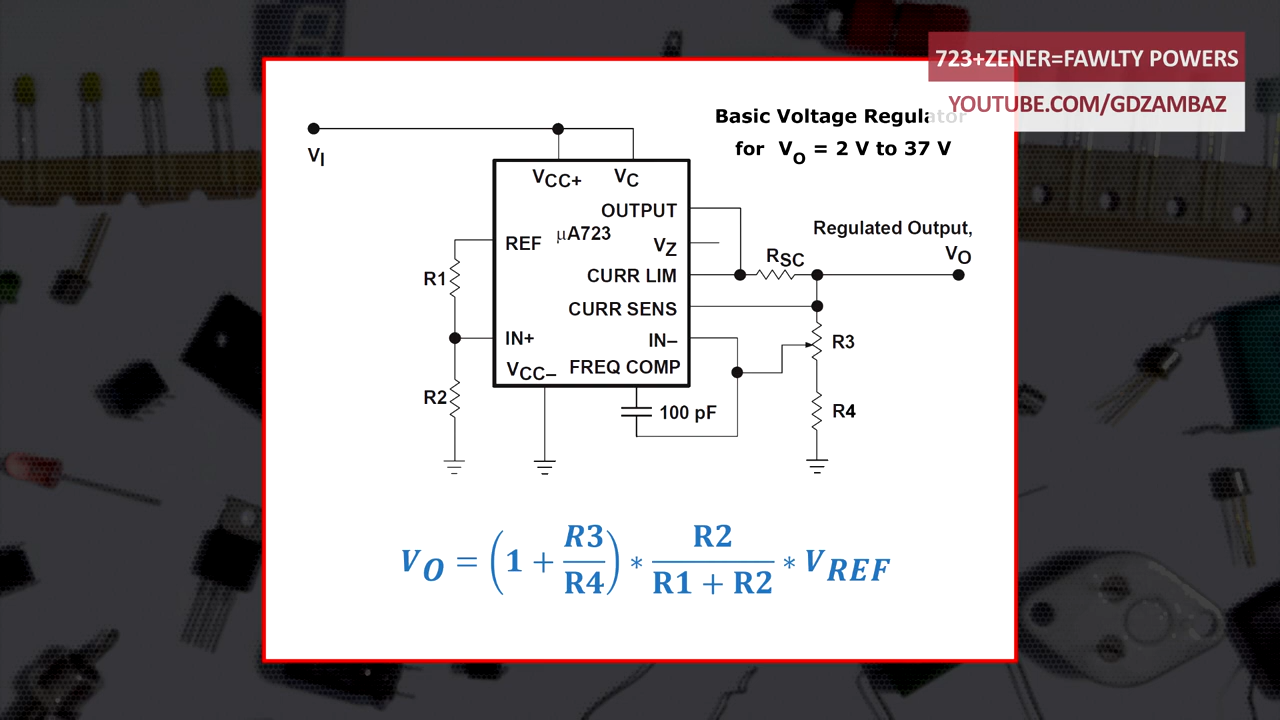 723+ZENER=FAWLTY POWERS
YOUTUBE.COM/GDZAMBAZ
Basic Voltage Regulator
for VO = 2 V to 37 V
VI
VCC+ VC
OUTPUT
REF µA723 VZ
CURR LIM
CURR SENS
IN+ IN–
VCC– FREQ COMP
R1
R2
100 pF
RSC
Regulated Output,
VO
R3
R4
VO = (1 + R3/R4) * R2/(R1 + R2) * VREF